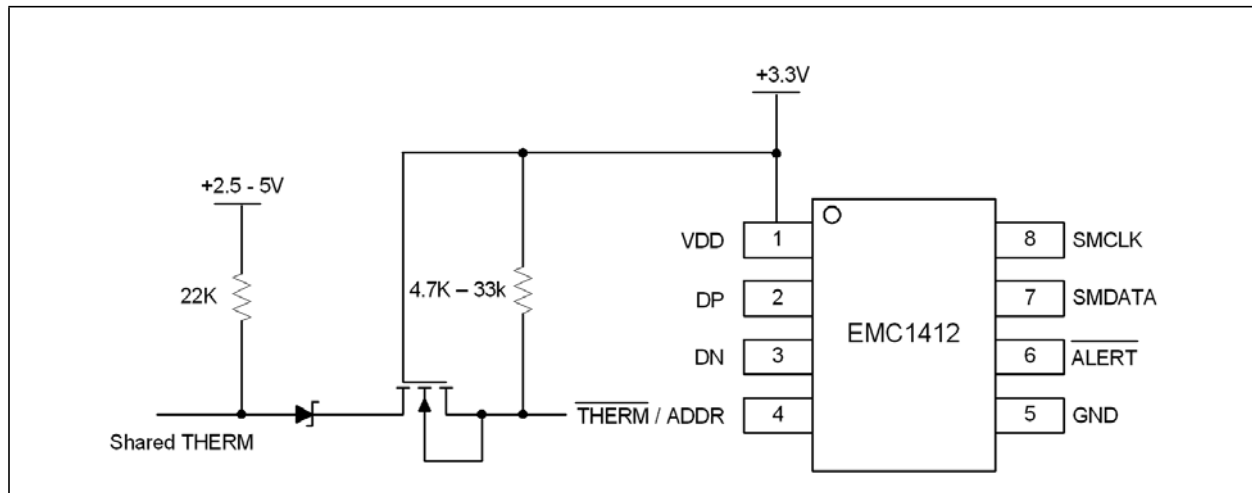 +3.3V
+2.5 - 5V
22K
4.7K – 33k
Shared THERM
THERM / ADDR
VDD
DP
DN
1
2
3
4
EMC1412
8
7
6
5
SMCLK
SMDATA
ALERT
GND